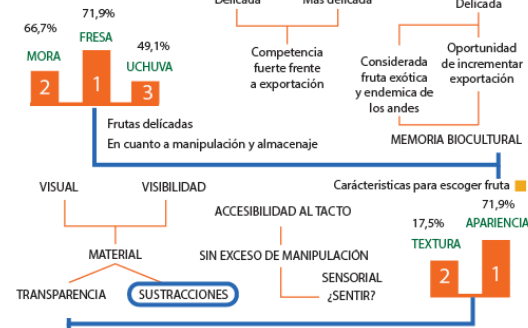 Delicada
Más delicada
Delicada
66,7%
MORA
2
71,9%
FRESA
1
49,1%
UCHUVA
3
Competencia
fuerte frente
a exportación
Considerada
fruta exótica
y endemica de
los andes
Oportunidad
de incrementar
exportación
Frutas delícadas
En cuanto a manipulación y almacenaje
MEMORIA BIOCULTURAL
Carácteristicas para escoger fruta
VISUAL
VISIBILIDAD
MATERIAL
TRANSPARENCIA
SUSTRACCIONES
ACCESIBILIDAD AL TACTO
SIN EXCESO DE MANIPULACIÓN
SENSORIAL
¿SENTIR?
17,5%
TEXTURA
2
71,9%
APARIENCIA
1